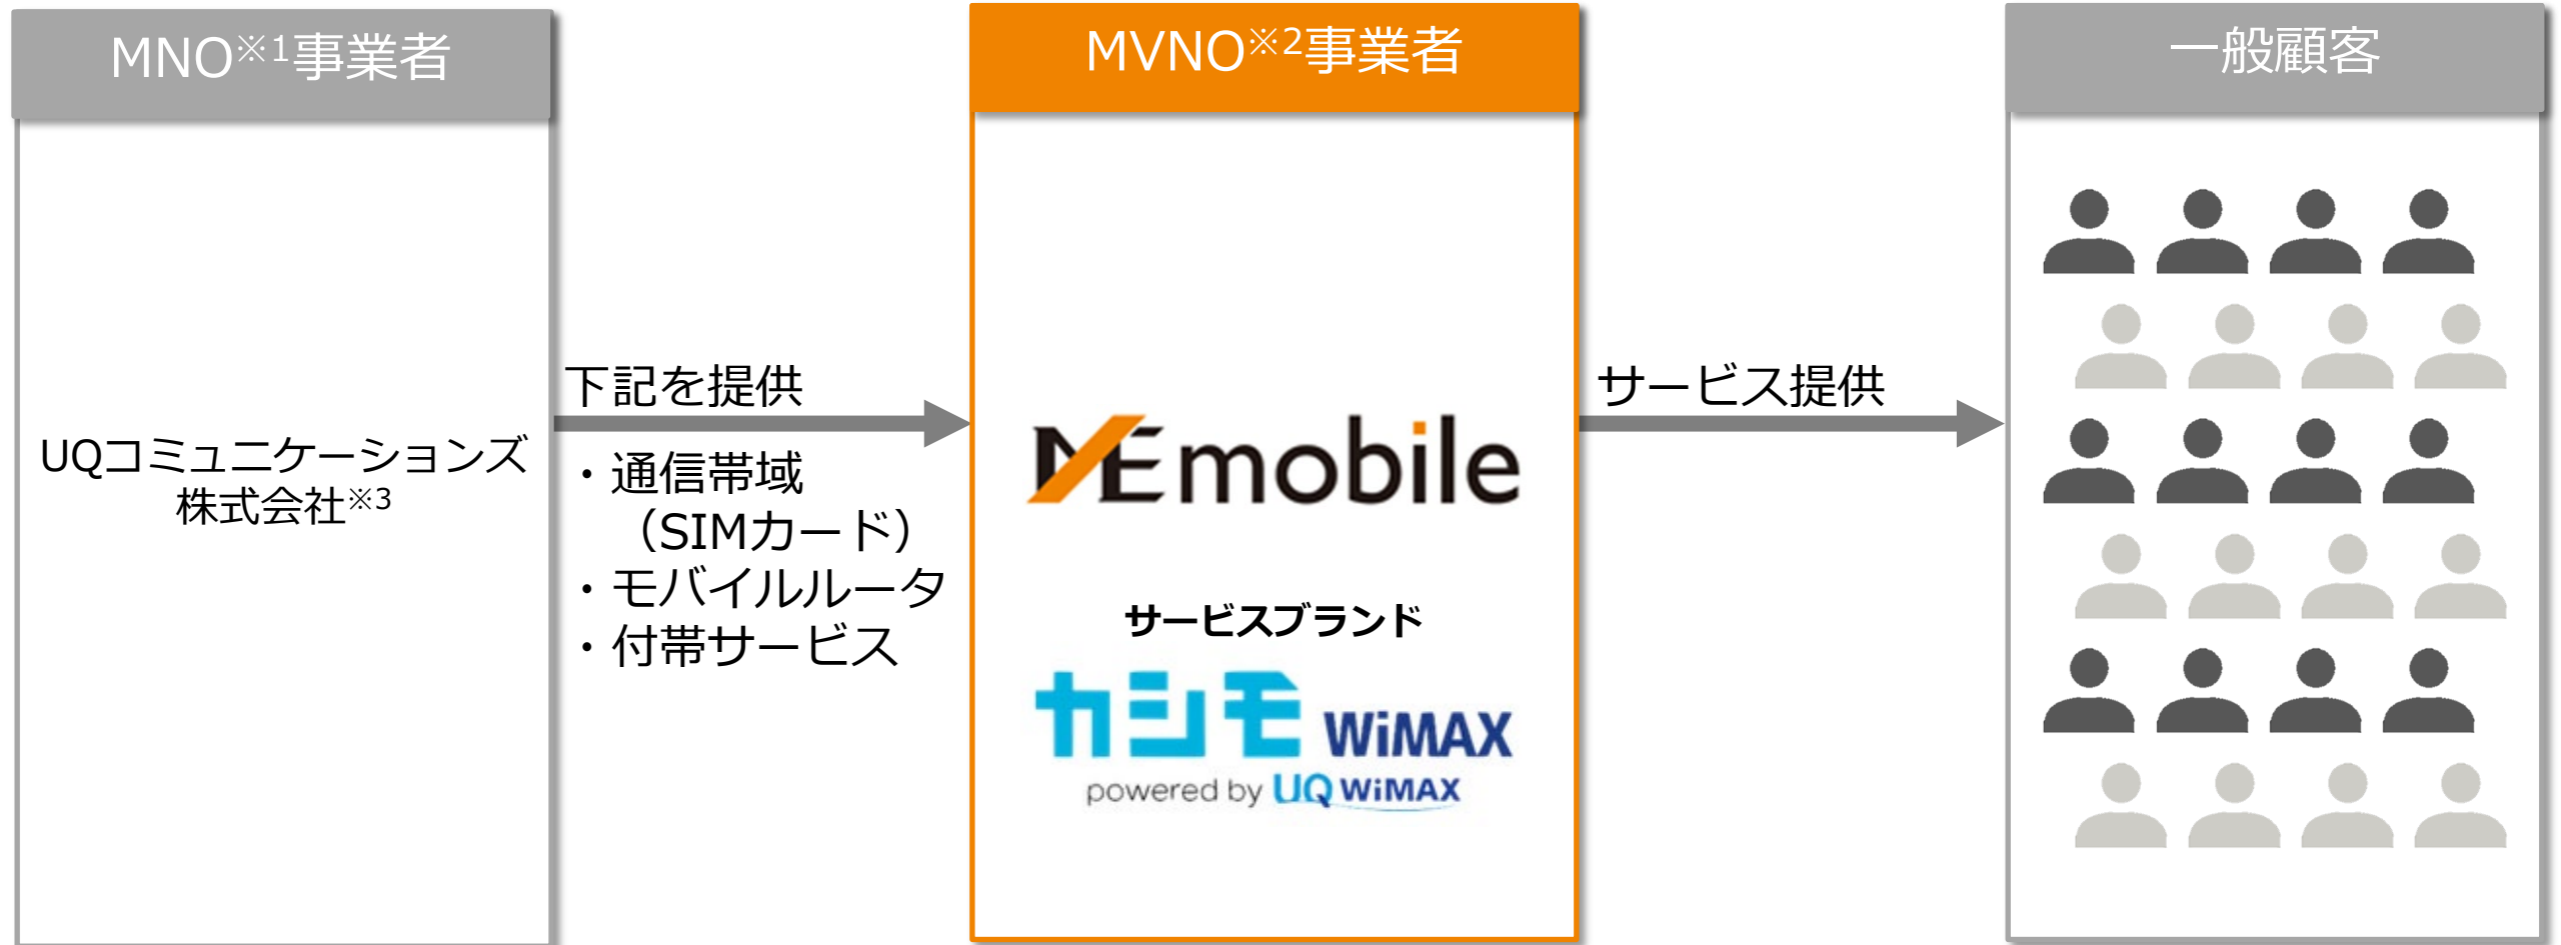 MNO※1事業者
UQコミュニケーションズ
株式会社※3
下記を提供
・通信帯域
（SIMカード）
・モバイルルータ
・付帯サービス
MVNO※2事業者
MEmobile
サービスブランド
カシモ WiMAX
powered by UQ WiMAX
サービス提供
一般顧客